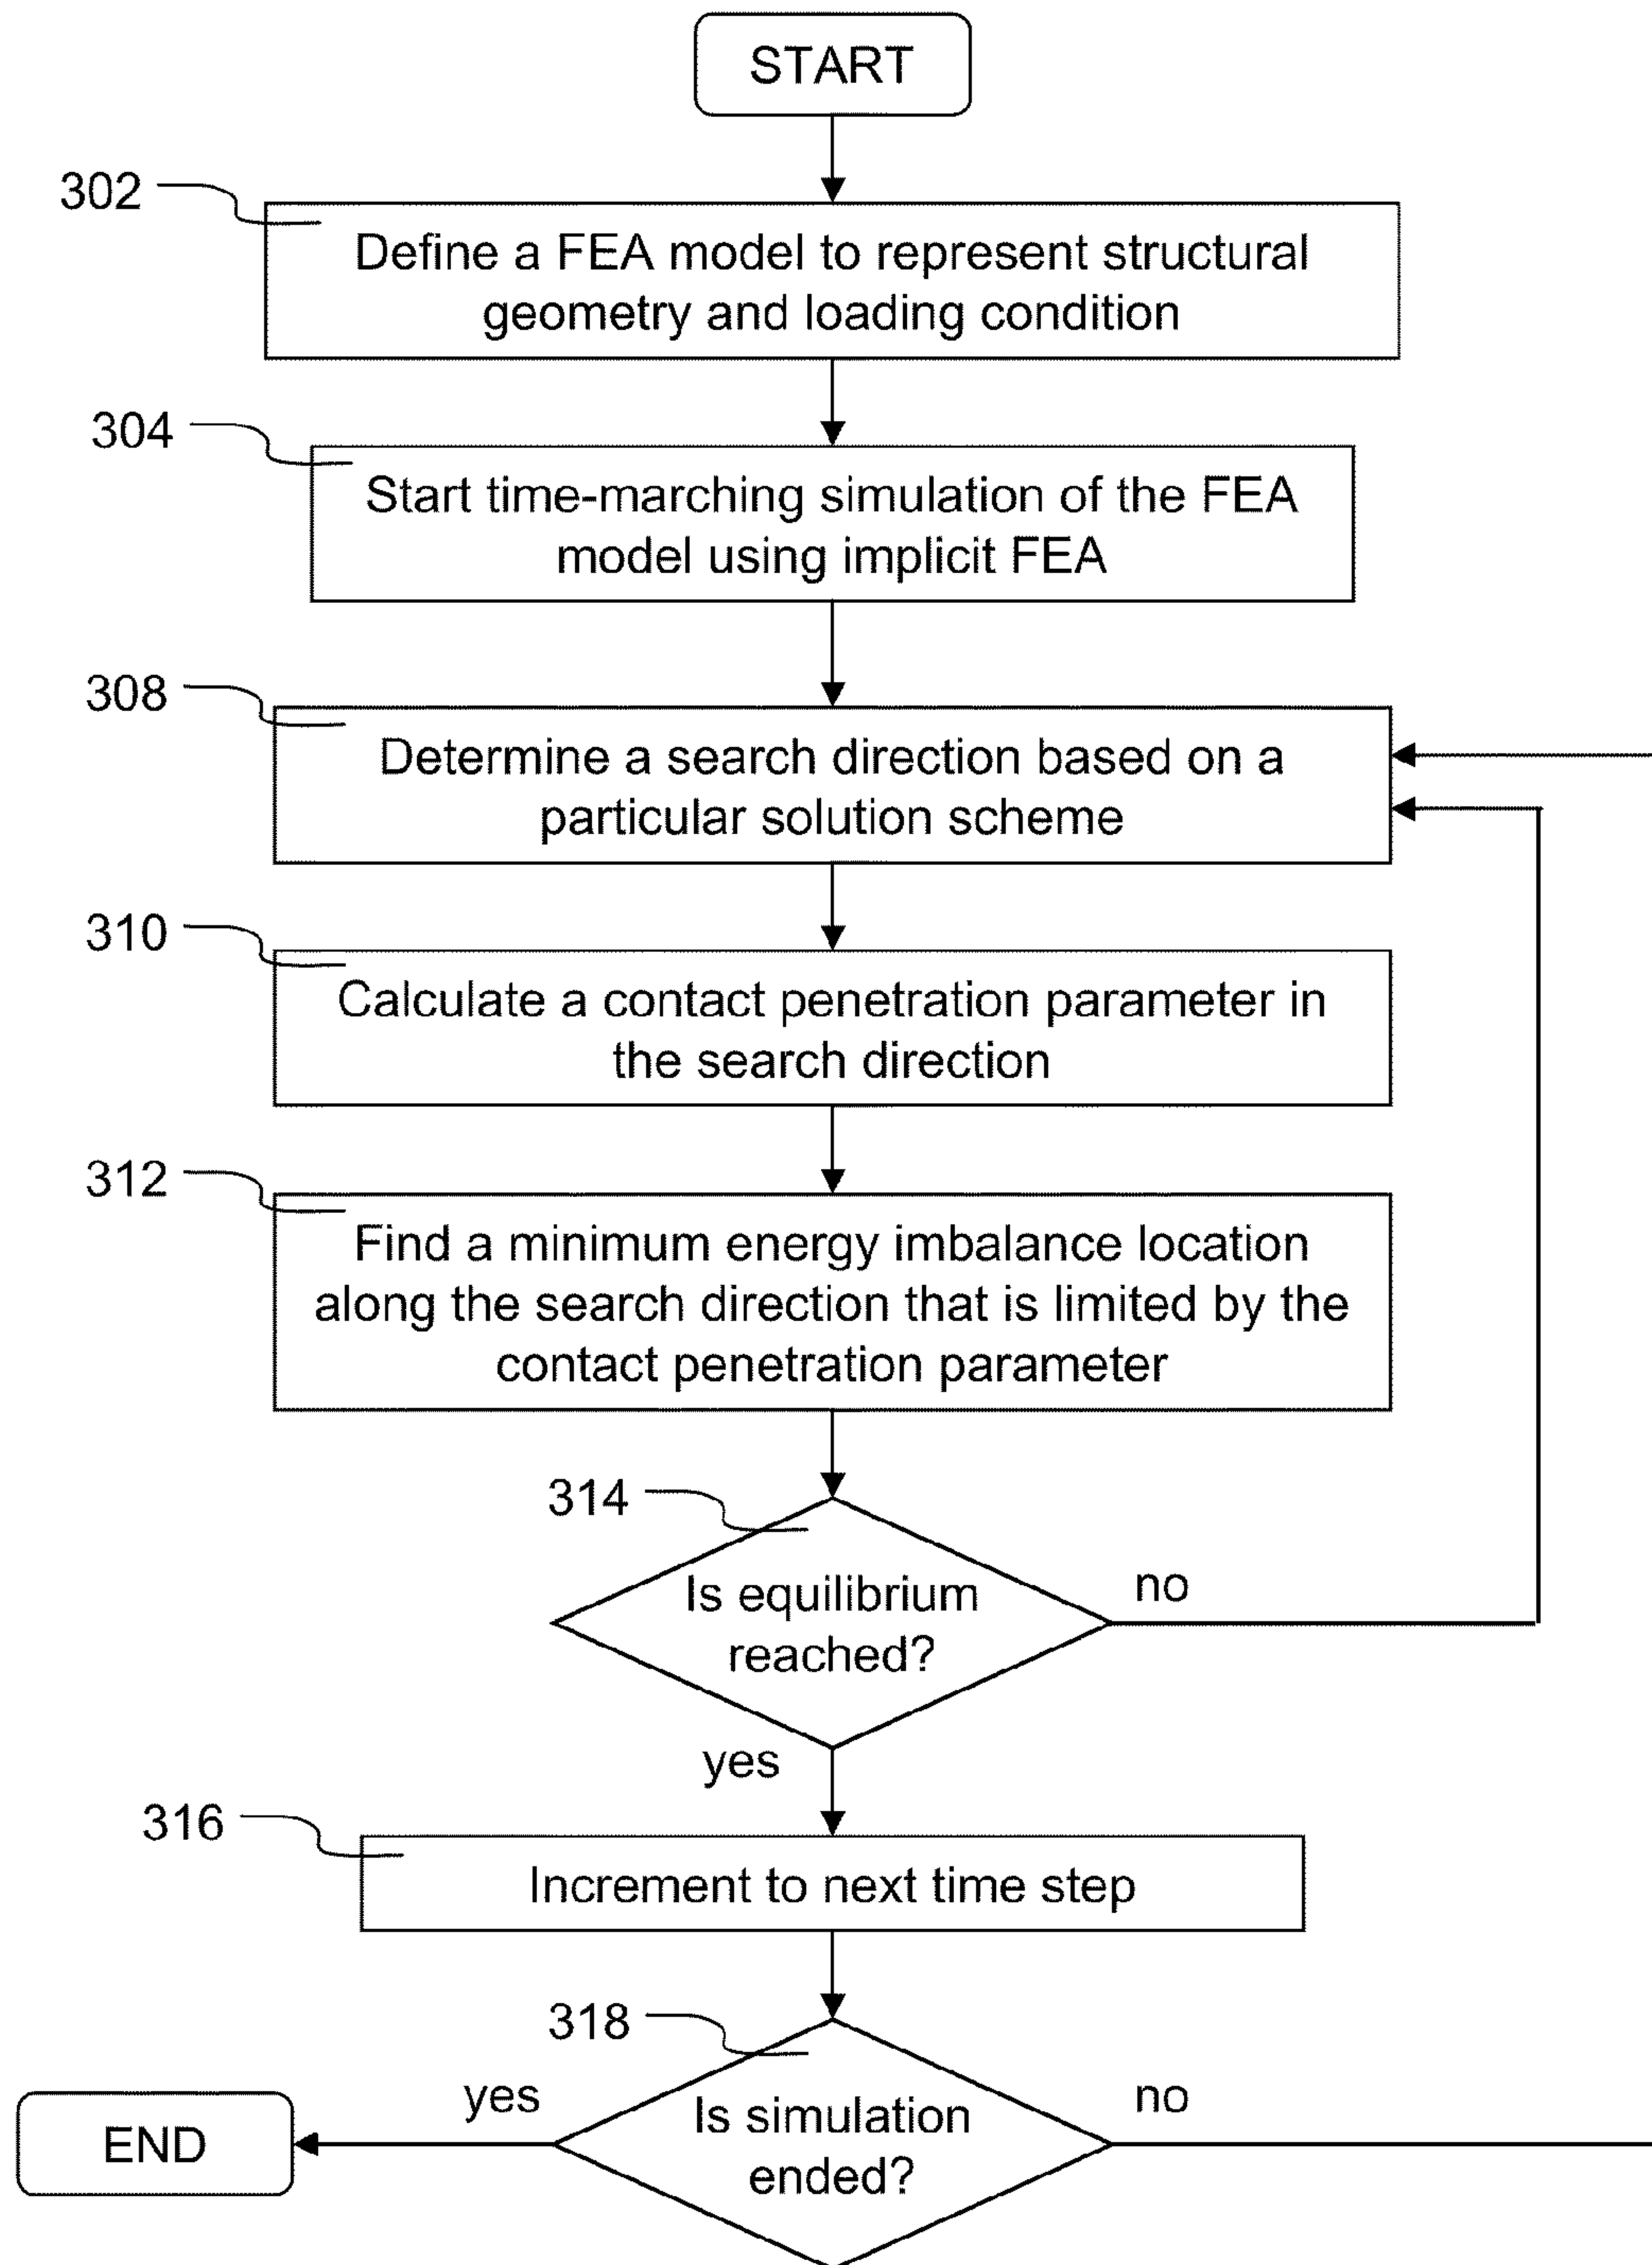 START
302
Define a FEA model to represent structural
geometry and loading condition
304
Start time-marching simulation of the FEA
model using implicit FEA
308
Determine a search direction based on a
particular solution scheme
310
Calculate a contact penetration parameter in
the search direction
312
Find a minimum energy imbalance location
along the search direction that is limited by the
contact penetration parameter
314
Is equilibrium
reached?
no
yes
316
Increment to next time step
318
yes
Is simulation
ended?
no
END